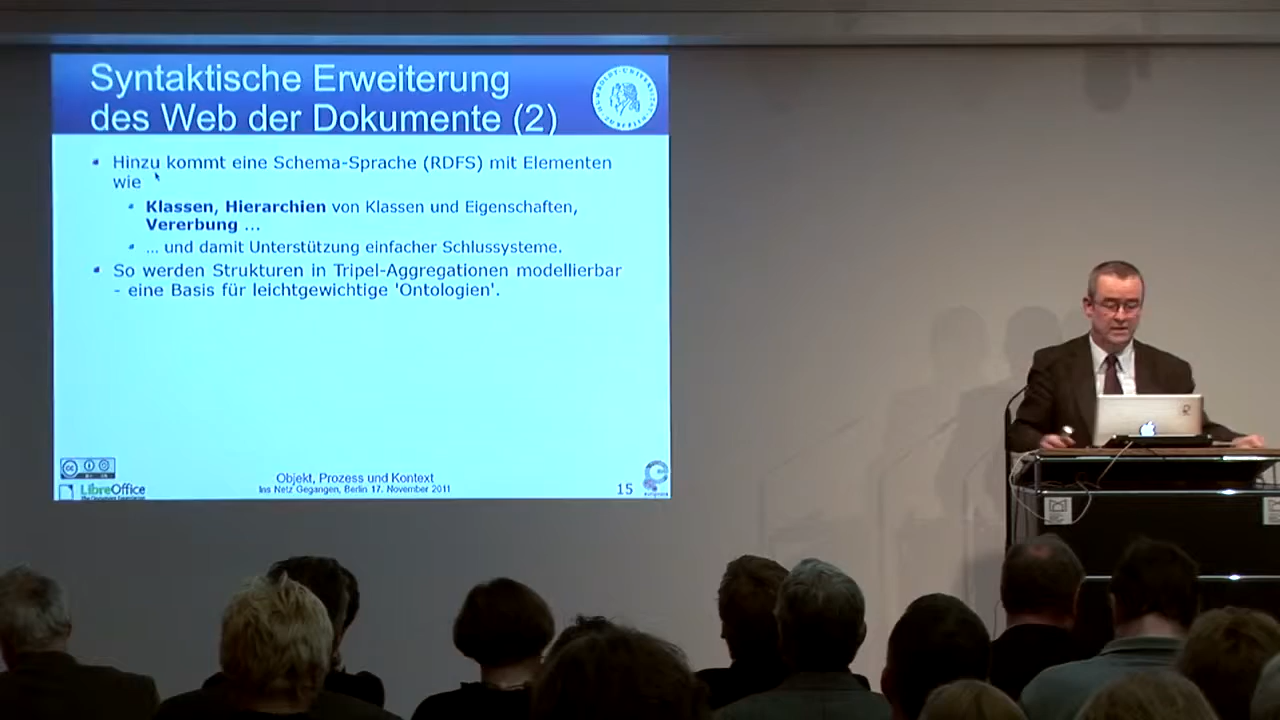 Syntaktische Erweiterung
des Web der Dokumente (2)
Hinzu kommt eine Schema-Sprache (RDFS) mit Elementen
wie
Klassen, Hierarchien von Klassen und Eigenschaften,
Vererbung ...
... und damit Unterstützung einfacher Schlussysteme.
So werden Strukturen in Tripel-Aggregationen modellierbar
- eine Basis für leichtgewichtige 'Ontologien'.
LibreOffice
Objekt, Prozess und Kontext
Ins Netz Gegangen, Berlin 17. November 2011
15